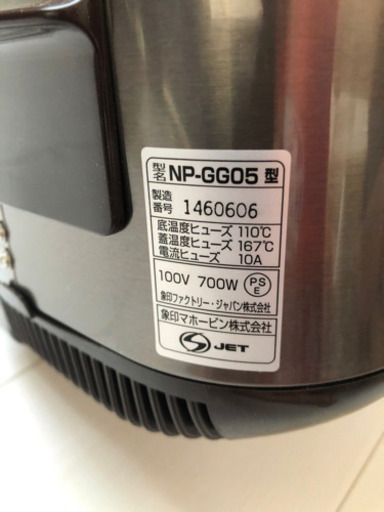 型名 NP-GG05 型
製造番号 1460606
底温度ヒューズ 110℃
蓋温度ヒューズ 167℃
電流ヒューズ 10A
100V 700W PSE
象印ファクトリー・ジャパン株式会社
象印マホービン株式会社
S JET